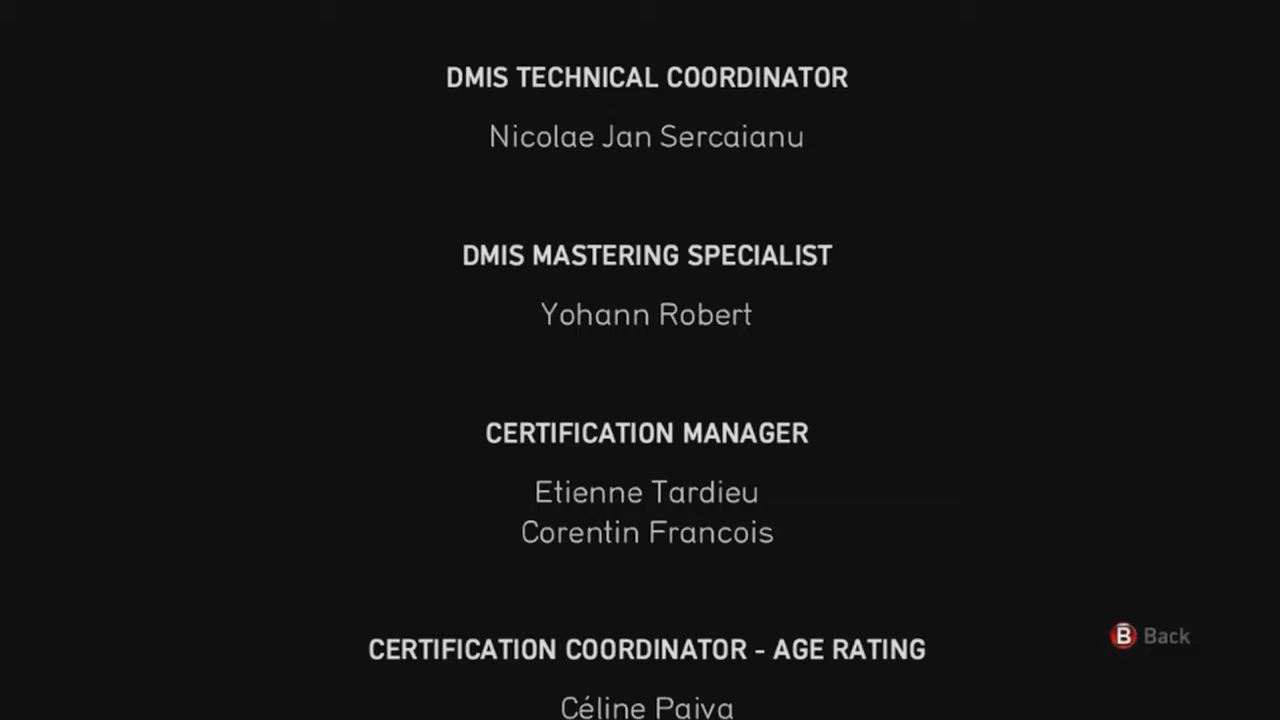 DMIS TECHNICAL COORDINATOR
Nicolae Jan Sercaianu
DMIS MASTERING SPECIALIST
Yohann Robert
CERTIFICATION MANAGER
Etienne Tardieu
Corentin Francois
B Back
CERTIFICATION COORDINATOR - AGE RATING
Céline Paiva